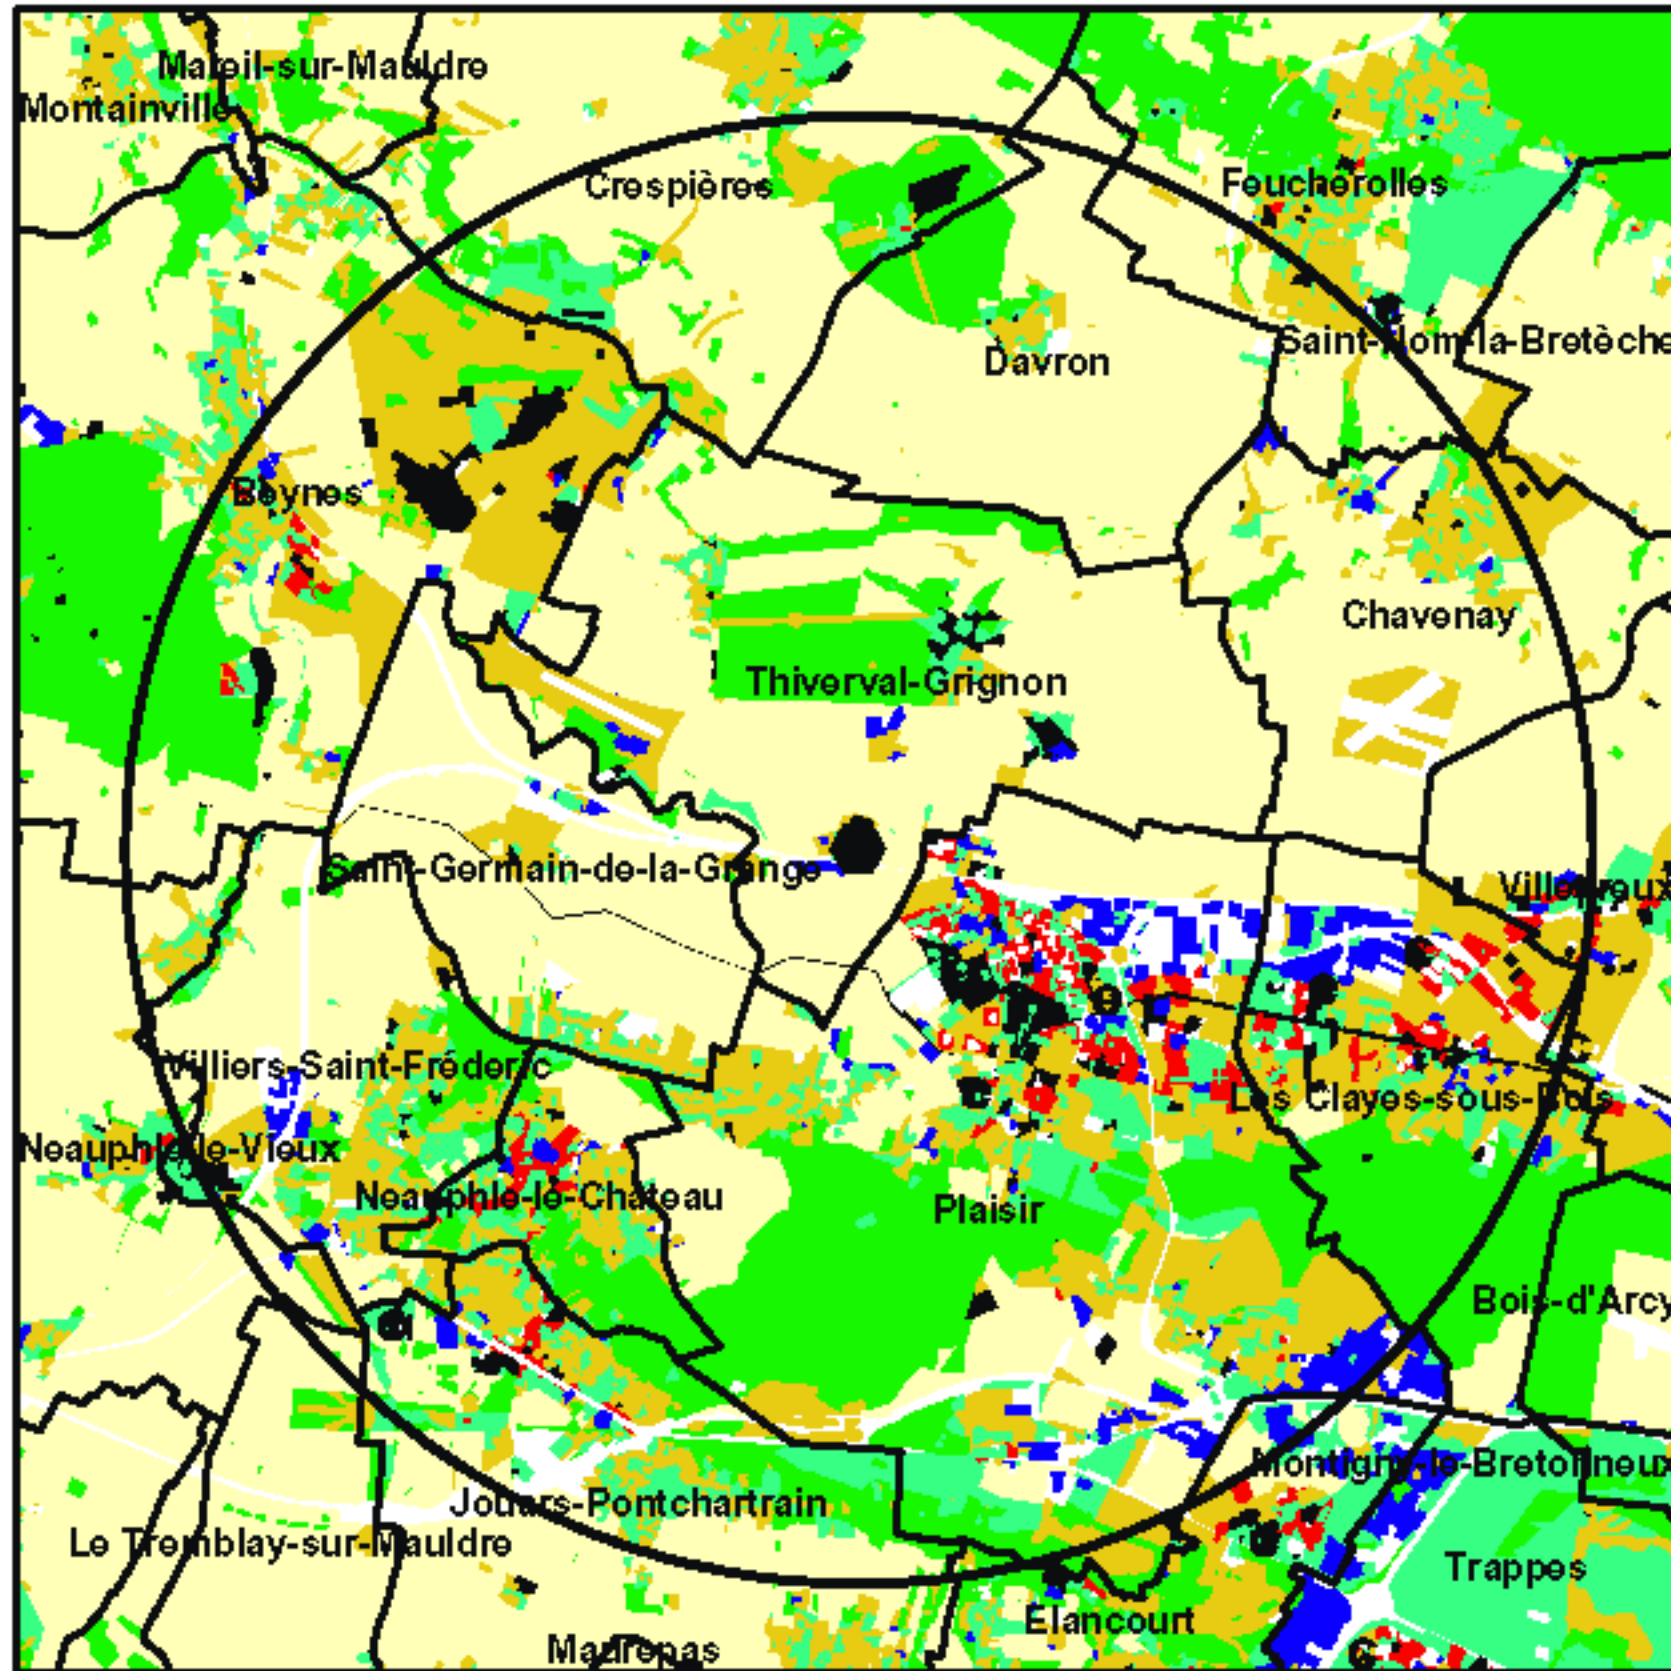 Mareil-sur-Mauldre
Montainville
Crespières
Feucherolles
Saint-Nom-la-Bretèche
Davron
Beynes
Chavenay
Thiverval-Grignon
Saint-Germain-de-la-Grange
Villepreux
Villiers-Saint-Fréderic
Les Clayes-sous-Bois
Neauphle-le-Vieux
Neauphle-le-Château
Plaisir
Bois-d'Arcy
Montigny-le-Bretonneux
Jouars-Pontchartrain
Le Tremblay-sur-Mauldre
Trappes
Elancourt
Maurepas